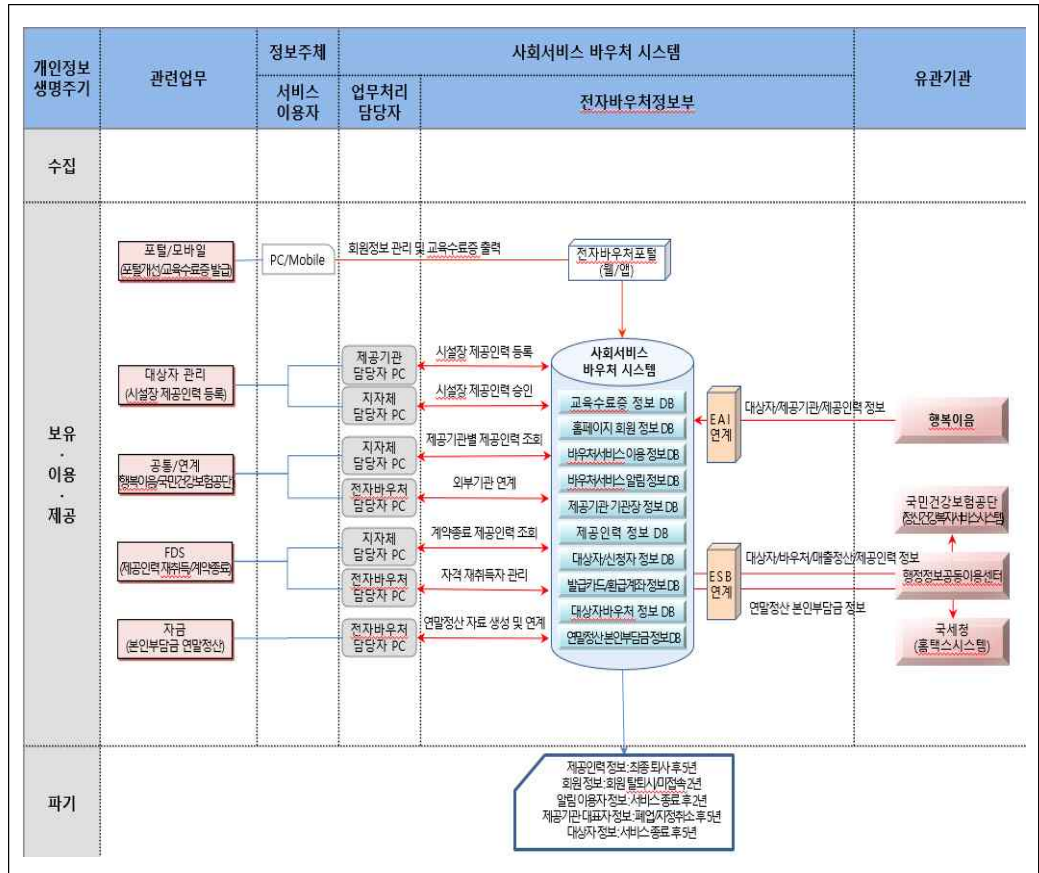 개인정보
생명주기
관련업무
정보주체
서비스
이용자
사회서비스 바우처 시스템
업무처리
담당자
전자바우처정보부
유관기관
수집
보유
·
이용
·
제공
포털/모바일
(포털개선/교육수료증 발급)
PC/Mobile
회원정보 관리 및 교육수료증 출력
전자바우처포털
(웹/앱)
대상자 관리
(시설장 제공인력 등록)
제공기관
담당자 PC
시설장 제공인력 등록
지자체
담당자 PC
시설장 제공인력 승인
공통/연계
행복이음/국민건강보험공단
지자체
담당자 PC
제공기관별 제공인력 조회
전자바우처
담당자 PC
외부기관 연계
FDS
(제공인력 재취득/계약종료)
지자체
담당자 PC
계약종료 제공인력 조회
전자바우처
담당자 PC
자격 재취득자 관리
자금
(본인부담금 연말정산)
전자바우처
담당자 PC
연말정산 자료 생성 및 연계
사회서비스
바우처 시스템
교육수료증 정보 DB
홈페이지 회원 정보 DB
바우처서비스 이용 정보DB
바우처서비스 알림 정보DB
제공기관 기관장 정보 DB
제공인력 정보 DB
대상자/신청자 정보 DB
발급카드/환급계좌 정보DB
대상자바우처 정보 DB
연말정산 본인부담금 정보DB
EAI
연계
대상자/제공기관/제공인력 정보
행복이음
ESB
연계
대상자/바우처/매출정산/제공인력 정보
연말정산 본인부담금 정보
국민건강보험공단
행정정보공동이용센터
국세청
(홈택스시스템)
파기
제공인력 정보:최종 퇴사 후 5년
회원 정보:회원 탈퇴시/미접속 2년
알림 이용자 정보:서비스 종료 후 2년
제공기관 대표자 정보:폐업/지정취소 후 5년
대상자 정보:서비스 종료 후 5년